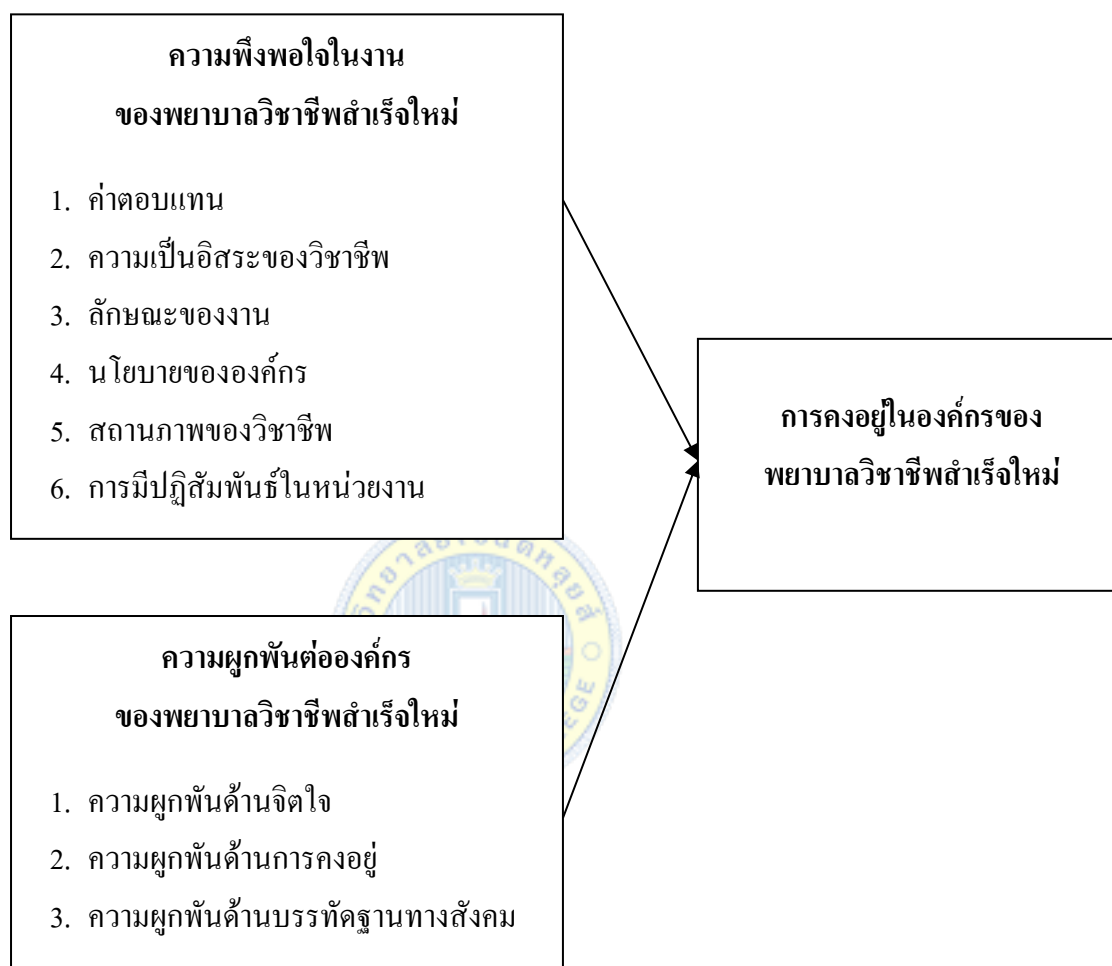 ความพึงพอใจในงาน
ของพยาบาลวิชาชีพสำเร็จใหม่
1. ค่าตอบแทน
2. ความเป็นอิสระของวิชาชีพ
3. ลักษณะของงาน
4. นโยบายขององค์กร
5. สถานภาพของวิชาชีพ
6. การมีปฏิสัมพันธ์ในหน่วยงาน
การคงอยู่ในองค์กรของ
พยาบาลวิชาชีพสำเร็จใหม่
ความผูกพันต่อองค์กร
ของพยาบาลวิชาชีพสำเร็จใหม่
1. ความผูกพันด้านจิตใจ
2. ความผูกพันด้านการคงอยู่
3. ความผูกพันด้านบรรทัดฐานทางสังคม